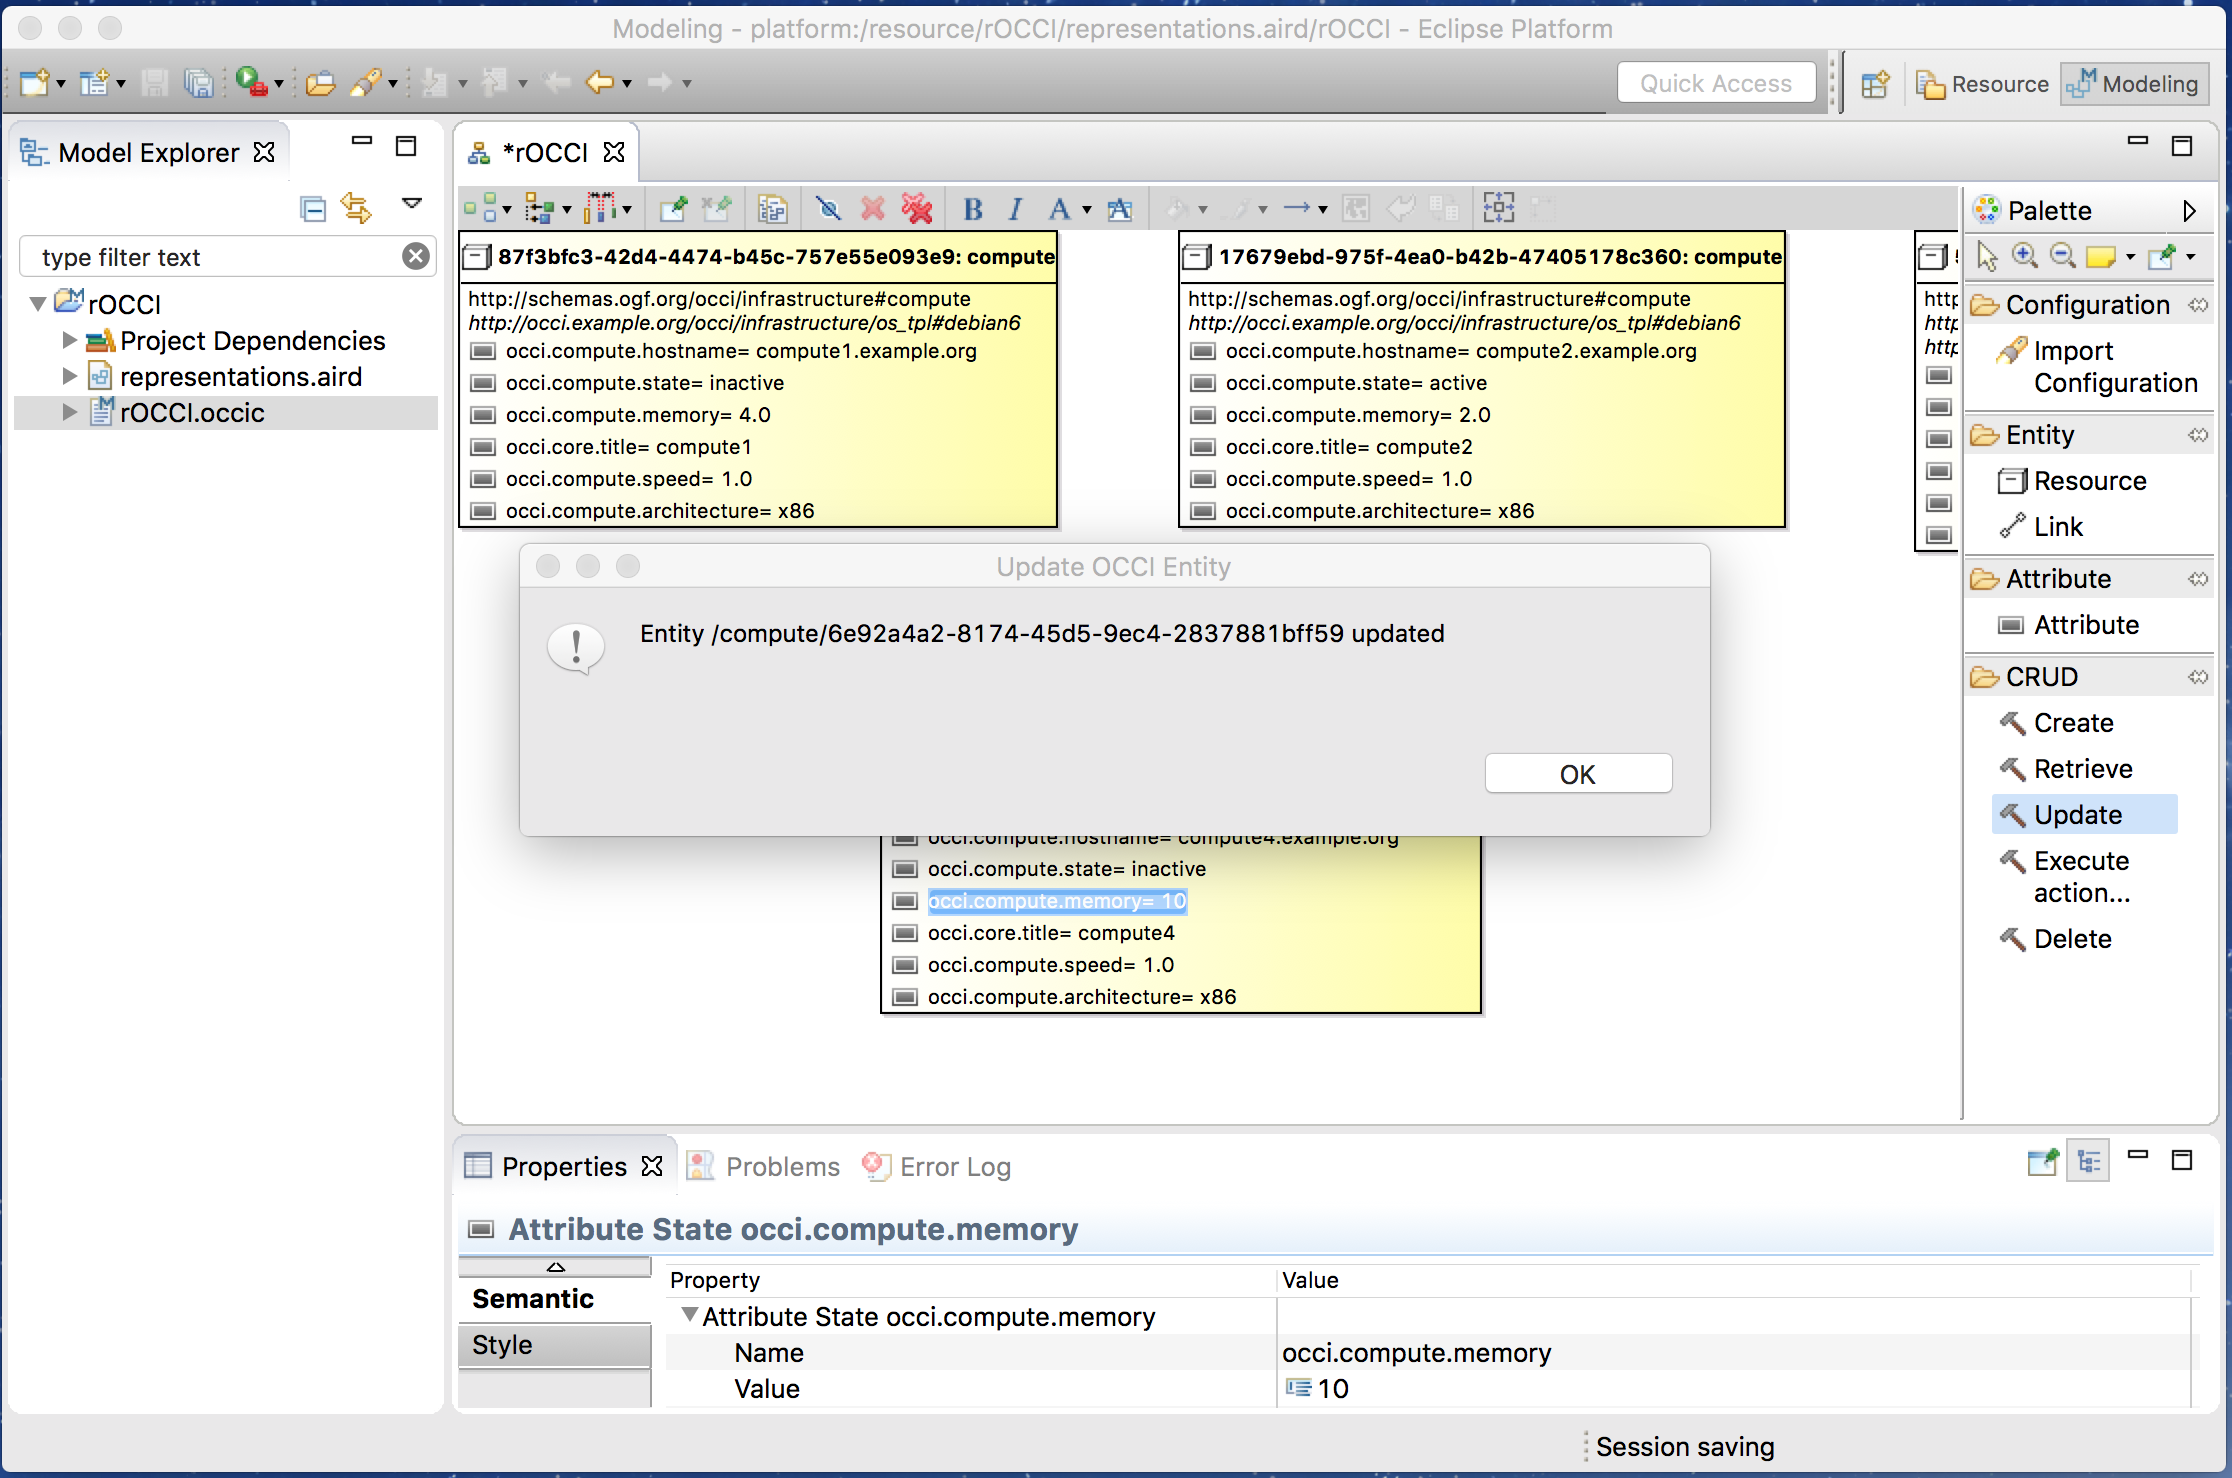 Modeling - platform:/resource/rOCCI/representations.aird/rOCCI - Eclipse Platform
Quick Access
Resource
Modeling
Model Explorer
type filter text
rOCCI
Project Dependencies
representations.aird
rOCCI.occic
*rOCCI
B I A A
87f3bfc3-42d4-4474-b45c-757e55e093e9: compute
http://schemas.ogf.org/occi/infrastructure#compute
http://occi.example.org/occi/infrastructure/os_tpl#debian6
occi.compute.hostname= compute1.example.org
occi.compute.state= inactive
occi.compute.memory= 4.0
occi.core.title= compute1
occi.compute.speed= 1.0
occi.compute.architecture= x86
17679ebd-975f-4ea0-b42b-47405178c360: compute
http://schemas.ogf.org/occi/infrastructure#compute
http://occi.example.org/occi/infrastructure/os_tpl#debian6
occi.compute.hostname= compute2.example.org
occi.compute.state= active
occi.compute.memory= 2.0
occi.core.title= compute2
occi.compute.speed= 1.0
occi.compute.architecture= x86
http
http
http
Update OCCI Entity
Entity /compute/6e92a4a2-8174-45d5-9ec4-2837881bff59 updated
OK
occi.compute.hostname= compute4.example.org
occi.compute.state= inactive
occi.compute.memory= 10
occi.core.title= compute4
occi.compute.speed= 1.0
occi.compute.architecture= x86
Palette
Configuration
Import
Configuration
Entity
Resource
Link
Attribute
Attribute
CRUD
Create
Retrieve
Update
Execute
action...
Delete
Properties
Problems
Error Log
Attribute State occi.compute.memory
Semantic
Style
Property Value
Attribute State occi.compute.memory
Name occi.compute.memory
Value 10
Session saving